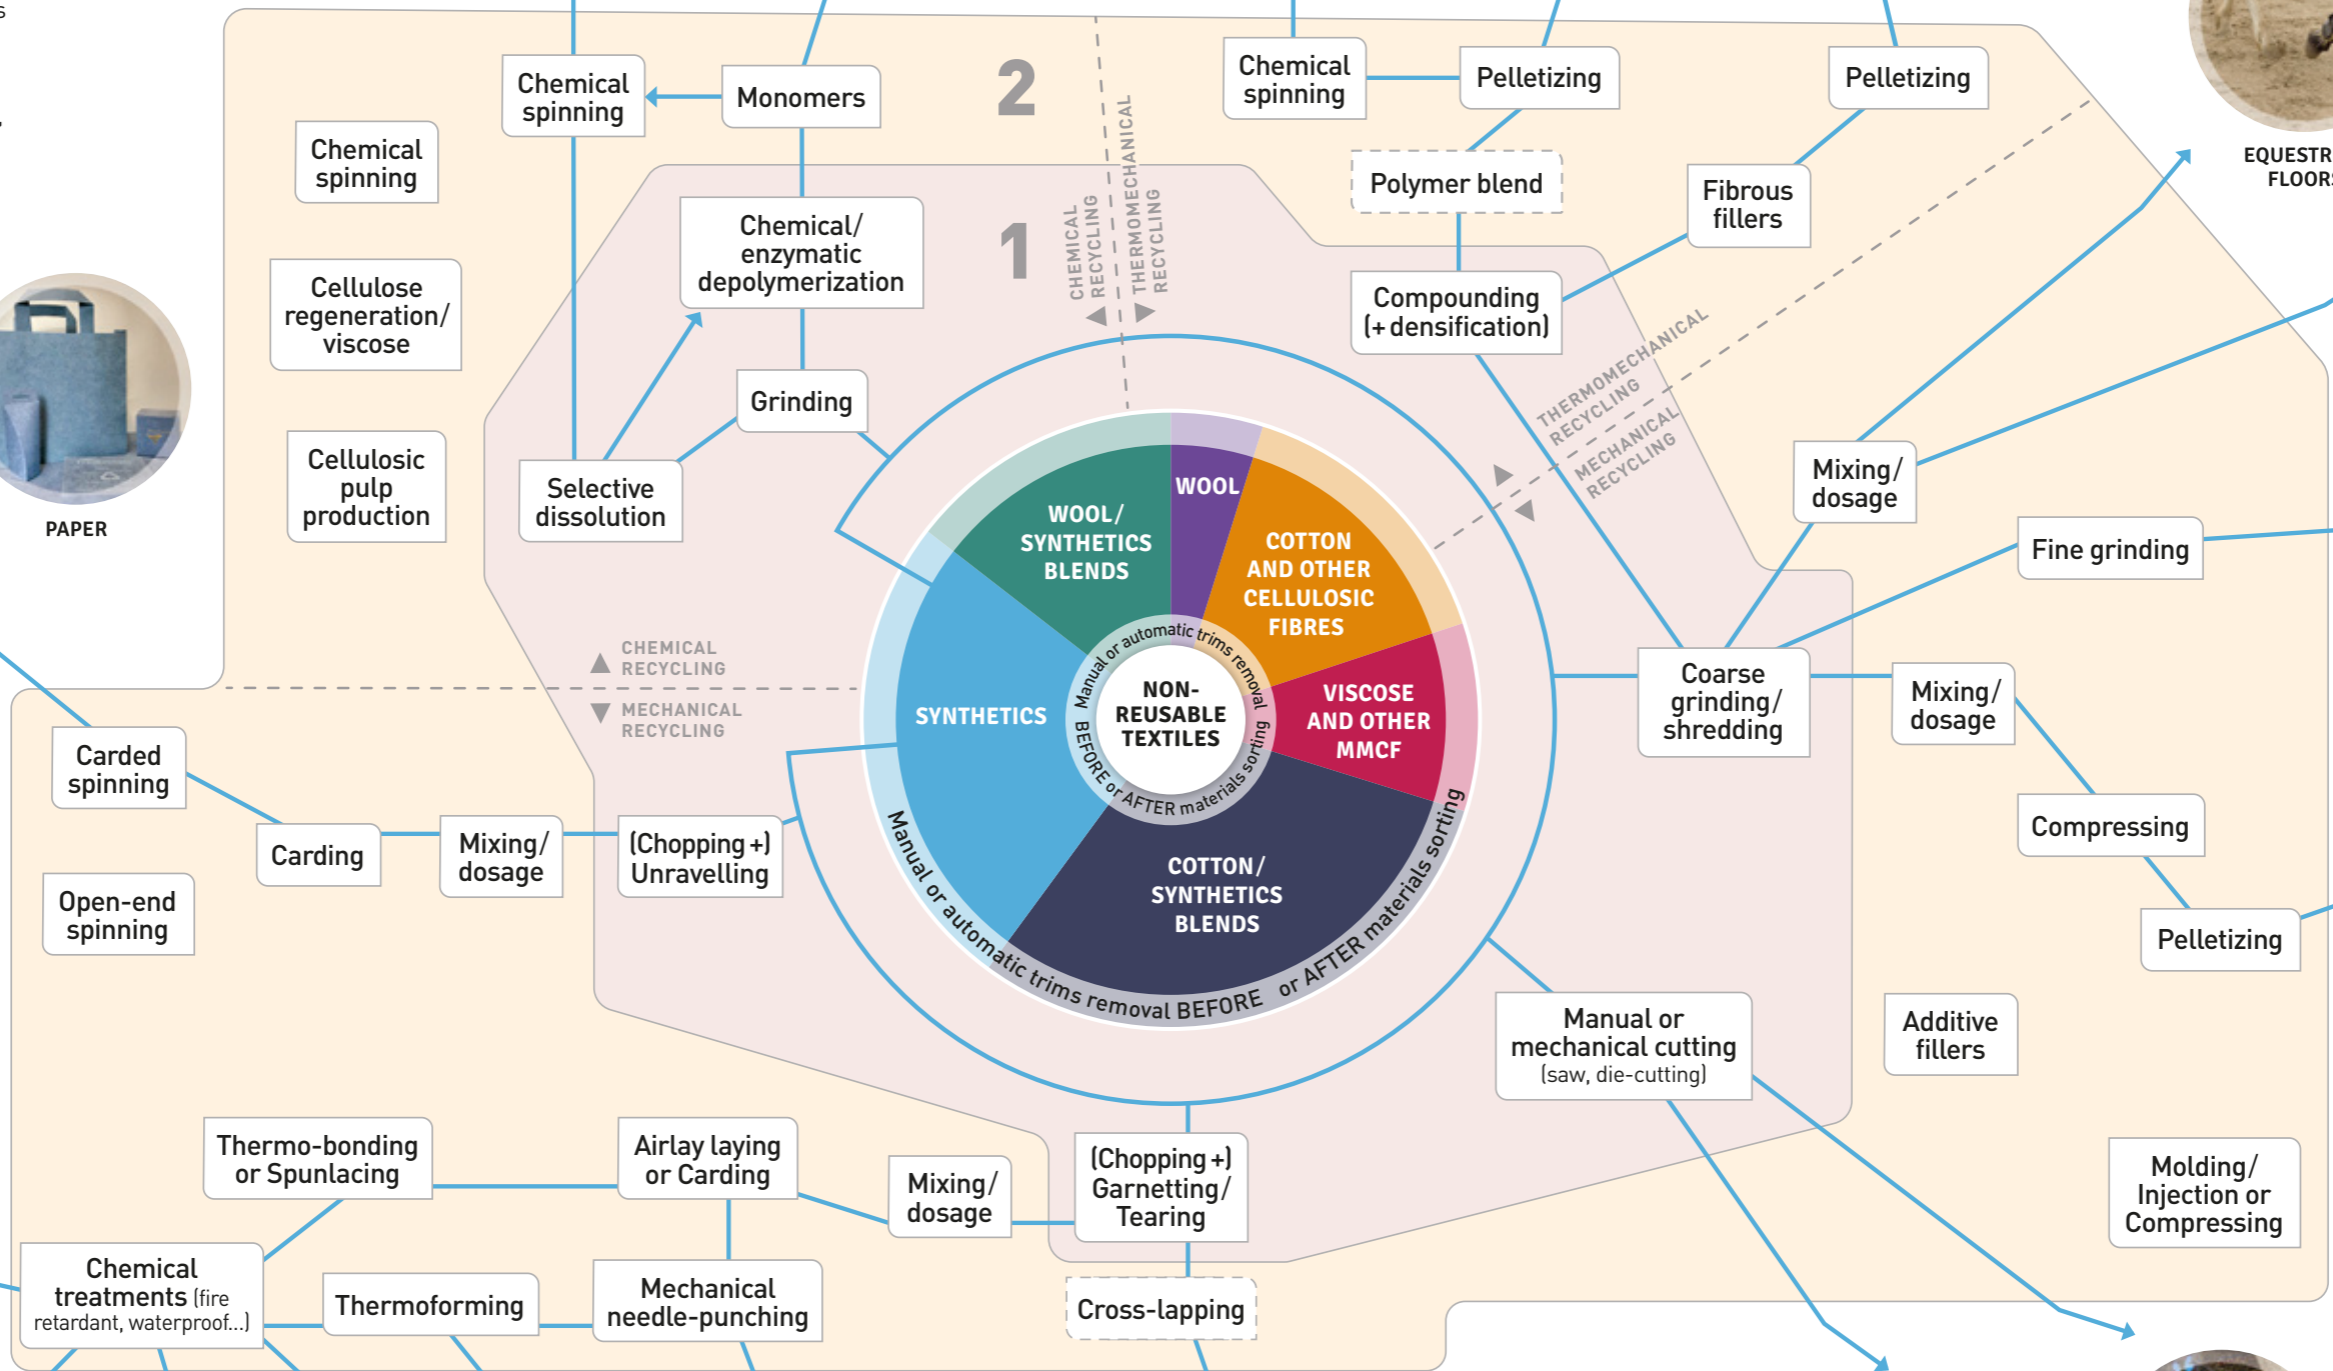 s
2
1
Chemical
spinning
Monomers
Chemical
spinning
Pelletizing
Pelletizing
Chemical
spinning
Polymer blend
Fibrous
fillers
EQUESTR
FLOORS
Chemical/
enzymatic
depolymerization
CHEMICAL
RECYCLING
THERMOMECHANICAL
RECYCLING
Cellulose
regeneration/
viscose
Compounding
(+ densification)
THERMOMECHANICAL
RECYCLING
MECHANICAL
RECYCLING
Grinding
Cellulosic
pulp
production
Selective
dissolution
PAPER
Mixing/
dosage
Fine grinding
WOOL/
SYNTHETICS
BLENDS
WOOL
COTTON
AND OTHER
CELLULOSIC
FIBRES
SYNTHETICS
VISCOSE
AND OTHER
MMCF
COTTON/
SYNTHETICS
BLENDS
Manual or automatic trims removal
BEFORE or AFTER materials sorting
NON-
REUSABLE
TEXTILES
Manual or automatic trims removal BEFORE or AFTER materials sorting
CHEMICAL
RECYCLING
MECHANICAL
RECYCLING
Coarse
grinding/
shredding
Mixing/
dosage
Carded
spinning
Carding
Mixing/
dosage
(Chopping +)
Unravelling
Compressing
Open-end
spinning
Pelletizing
Manual or
mechanical cutting
(saw, die-cutting)
Additive
fillers
Thermo-bonding
or Spunlacing
Airlay laying
or Carding
Mixing/
dosage
(Chopping +)
Garnetting/
Tearing
Molding/
Injection or
Compressing
Chemical
treatments (fire
retardant, waterproof...)
Thermoforming
Mechanical
needle-punching
Cross-lapping